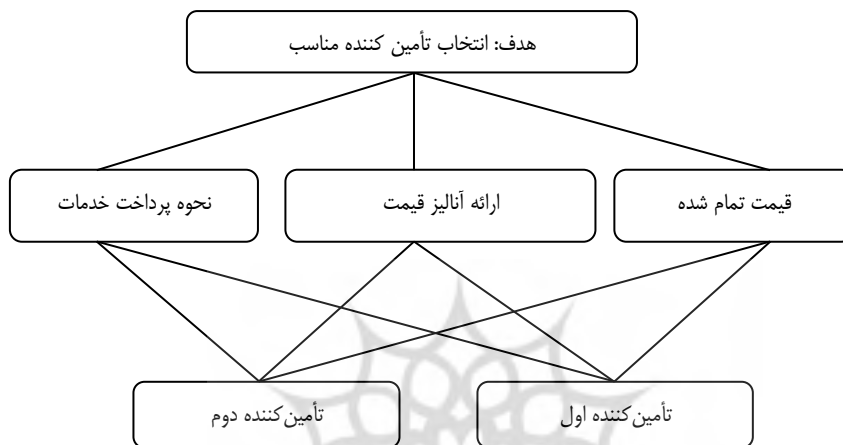 هدف: انتخاب تأمین کننده مناسب
قیمت تمام شده
ارائه آنالیز قیمت
نحوه پرداخت خدمات
تأمین‌کننده اول
تأمین‌کننده دوم